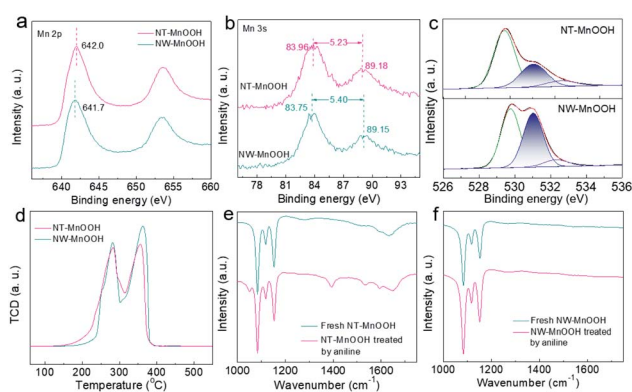 a
Mn 2p
NT-MnOOH
NW-MnOOH
642.0
641.7
Intensity (a. u.)
640 645 655 660
Binding energy (eV)
b
Mn 3s
83.96
5.23
89.18
NT-MnOOH
83.75
5.40
89.15
NW-MnOOH
Intensity (a. u.)
78 81 84 87 90 93
Binding energy (eV)
c
NT-MnOOH
NW-MnOOH
Intensity (a. u.)
526 528 530 532 534 536
Binding energy (eV)
d
NT-MnOOH
NW-MnOOH
TCD (a. u.)
100 200 300 400 500
Temperature (°C)
e
Intensity (a.u.)
Fresh NT-MnOOH
NT-MnOOH treated
by aniline
1000 1200 1400 1600
Wavenumber (cm-1)
f
Intensity (a.u.)
Fresh NW-MnOOH
NW-MnOOH treated
by aniline
1000 1200 1400 1600
Wavenumber (cm-1)